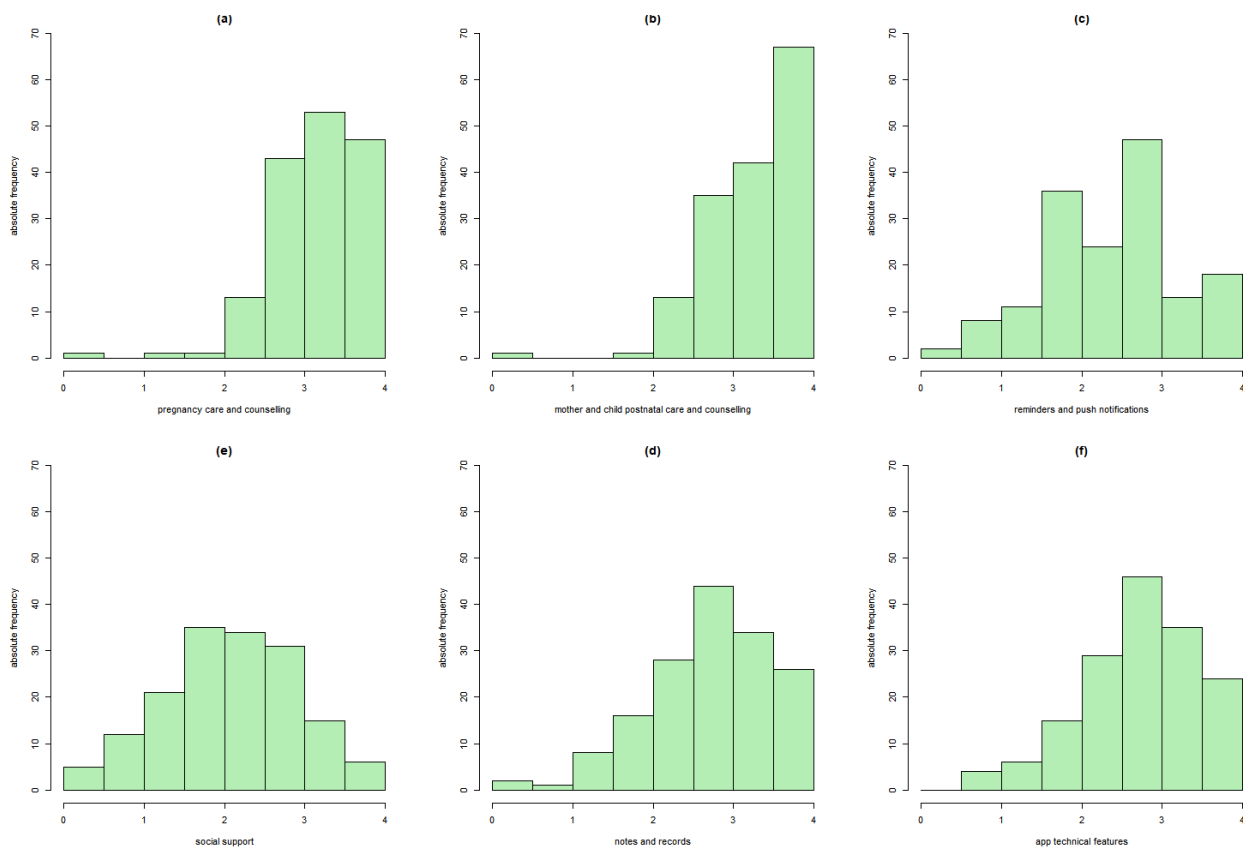 (a)
70
60
50
40
30
20
10
0
absolute frequency
0 1 2 3 4
pregnancy care and counselling
(b)
70
60
50
40
30
20
10
0
absolute frequency
0 1 2 3 4
mother and child postnatal care and counselling
(c)
70
60
50
40
30
20
10
0
absolute frequency
0 1 2 3 4
reminders and push notifications
(e)
70
60
50
40
30
20
10
0
absolute frequency
0 1 2 3 4
social support
(d)
70
60
50
40
30
20
10
0
absolute frequency
0 1 2 3 4
notes and records
(f)
70
60
50
40
30
20
10
0
absolute frequency
0 1 2 3 4
app technical features